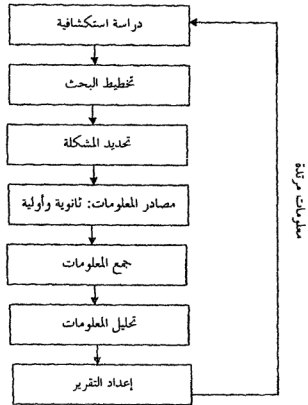 دراسة استكشافية
تخطيط البحث
تحديد المشكلة
مصادر المعلومات: ثانوية وأولية
جمع المعلومات
تحليل المعلومات
إعداد التقرير
معلومات مرتدة